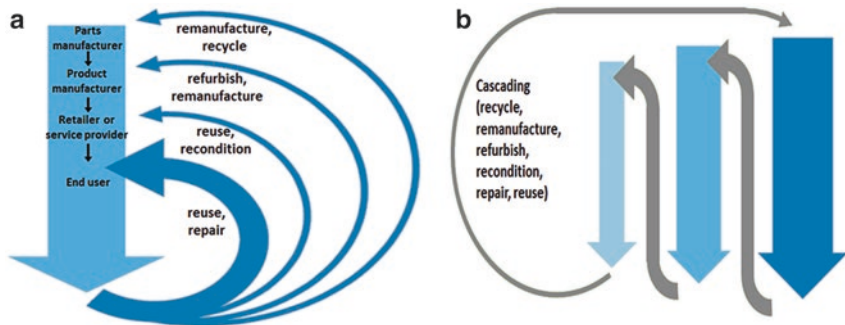 a
Parts
manufacturer
Product
manufacturer
Retailer or
service provider
End user
remanufacture,
recycle
refurbish,
remanufacture
reuse,
recondition
reuse,
repair
b
Cascading
(recycle,
remanufacture,
refurbish,
recondition,
repair, reuse)